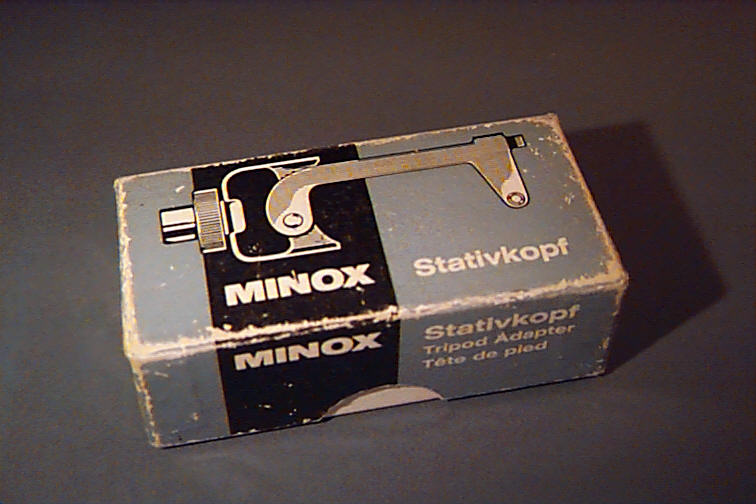 MINOX
Stativkopf
MINOX
Stativkopf
Tripod Adapter
Tête de pied